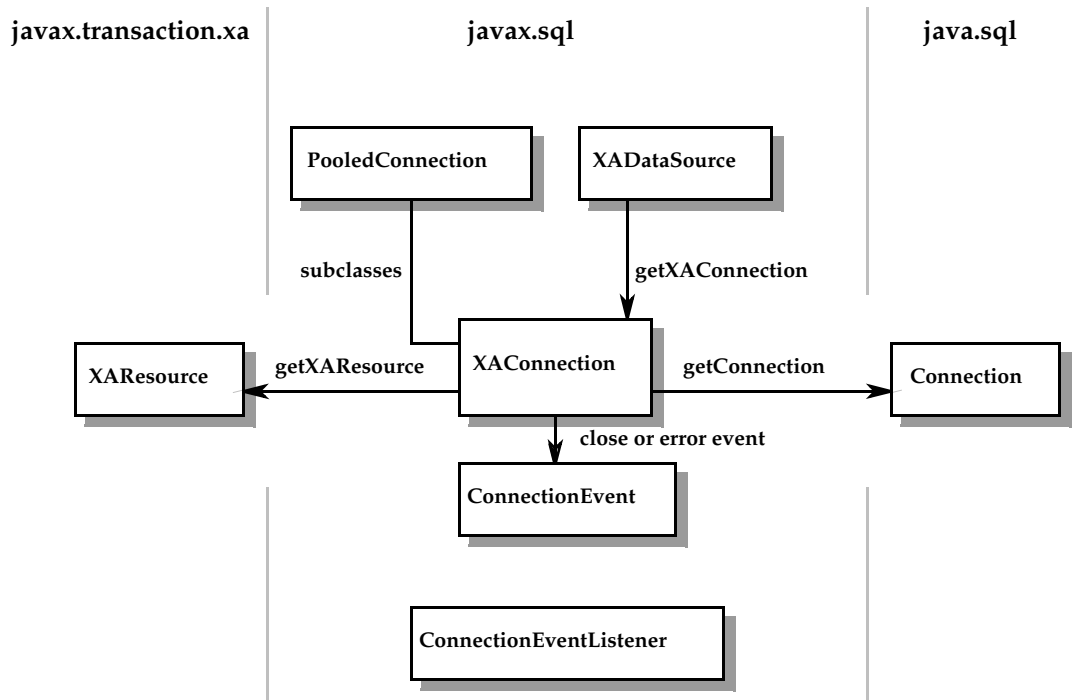 javax.transaction.xa
javax.sql
java.sql
PooledConnection
XADataSource
subclasses
getXAConnection
XAResource
getXAResource
XAConnection
getConnection
Connection
close or error event
ConnectionEvent
ConnectionEventListener